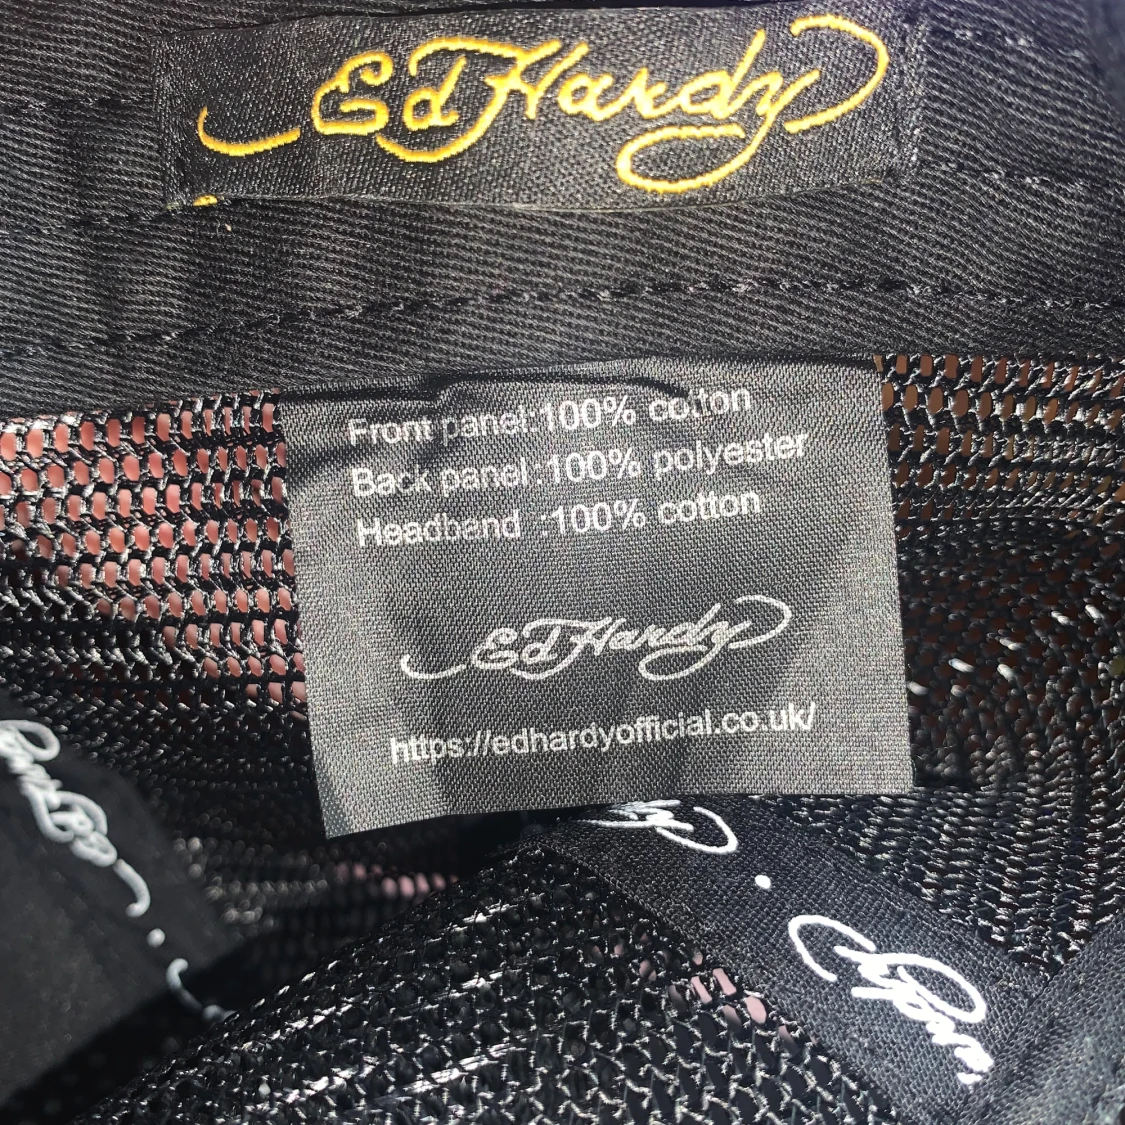 Ed Hardy
Front panel:100% cotton
Back panel :100% polyester
Headband :100% cotton
Ed Hardy
https://edhardyofficial.co.uk/